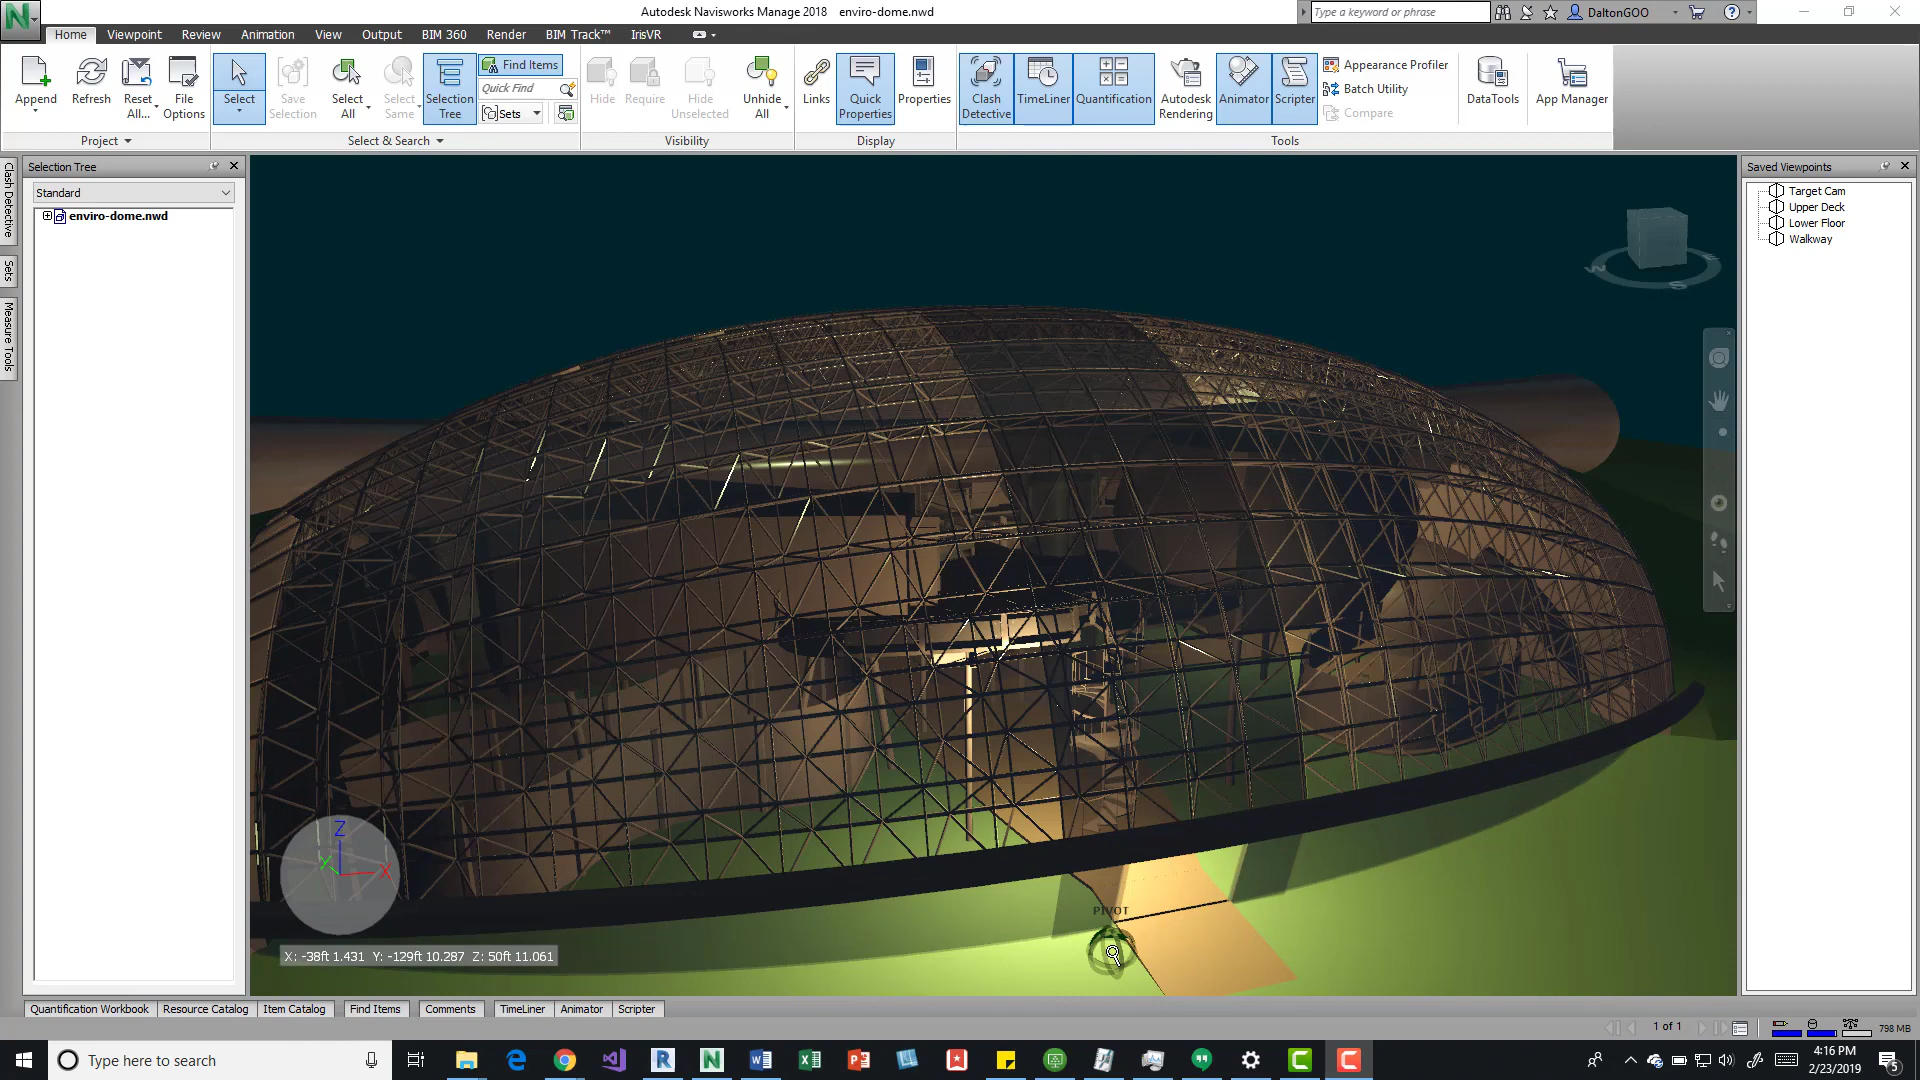 Autodesk Navisworks Manage 2018 enviro-dome.nwd
Type a keyword or phrase
DaltonGOO
Home Viewpoint Review Animation View Output BIM 360 Render BIM Track™ IrisVR
Append
Refresh
Reset All...
File Options
Project
Select
Save Selection
Select All
Select Same
Selection Tree
Find Items
Quick Find
Sets
Select & Search
Hide
Require
Hide Unselected
Unhide All
Visibility
Links
Quick Properties
Properties
Display
Clash Detective
TimeLiner
Quantification
Autodesk Rendering
Animator
Scripter
Appearance Profiler
Batch Utility
Compare
DataTools
App Manager
Tools
Clash Detective
Sets
Measure Tools
Selection Tree
Standard
enviro-dome.nwd
Saved Viewpoints
Target Cam
Upper Deck
Lower Floor
Walkway
W
S
E
Z
Y
X
PIVOT
X: -38ft 1.431 Y: -129ft 10.287 Z: 50ft 11.061
Quantification Workbook Resource Catalog Item Catalog Find Items Comments TimeLiner Animator Scripter
1 of 1
798 MB
Type here to search
4:16 PM
2/23/2019
5